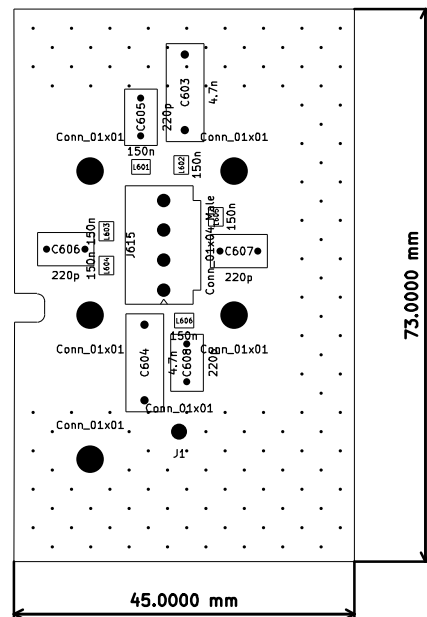 C603
4.7n
C605
220p
Conn_01x01
Conn_01x01
150n
L601
L602
150n
J615
Conn_01x04_Male
L603
150n
L605
150n
C606
220p
L604
150n
C607
220p
L606
150n
Conn_01x01
Conn_01x01
C604
4.7n
C608
220p
Conn_01x01
Conn_01x01
J1
73.0000 mm
45.0000 mm